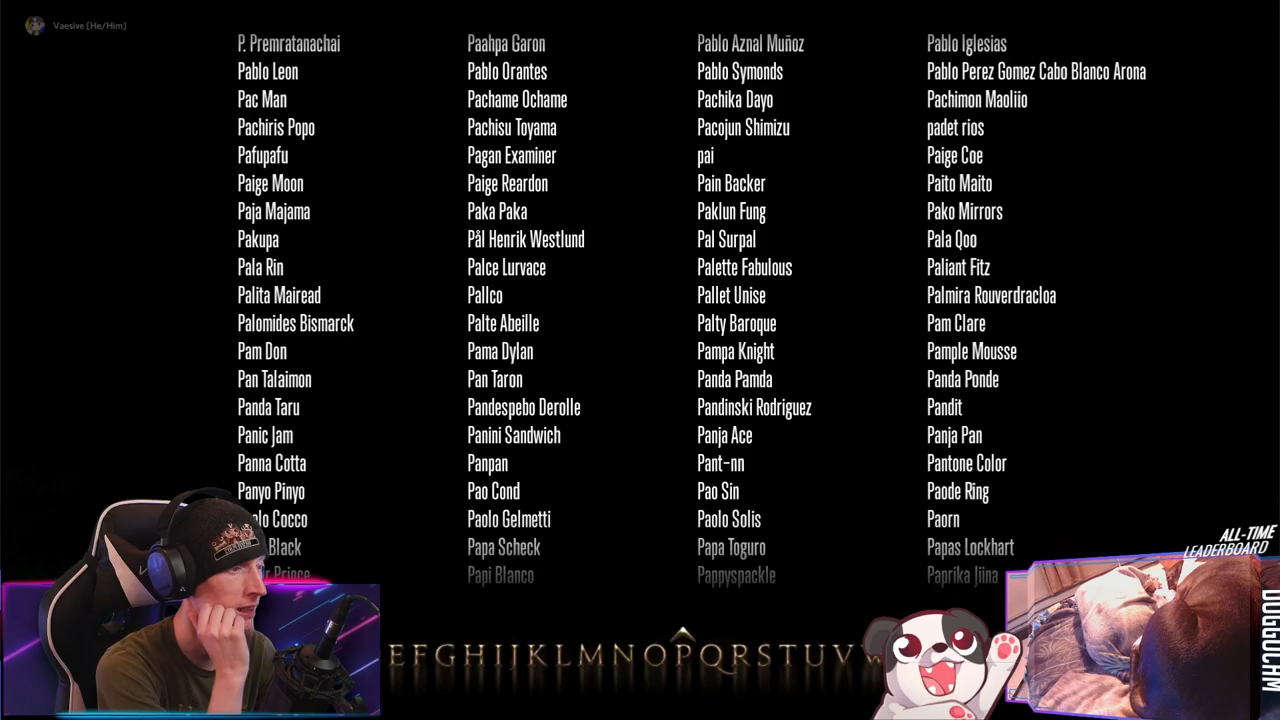 Vaesive [He/Him]
P. Premratanachai Paahpa Garon Pablo Aznal Muñoz Pablo Iglesias
Pablo Leon Pablo Orantes Pablo Symonds Pablo Perez Gomez Cabo Blanco Arona
Pac Man Pachame Ochame Pachika Dayo Pachimon Maoliio
Pachiris Popo Pachisu Toyama Pacojun Shimizu padet rios
Pafupafu Pagan Examiner pai Paige Coe
Paige Moon Paige Reardon Pain Backer Paito Maito
Paja Majama Paka Paka Paklun Fung Pako Mirrors
Pakupa Pål Henrik Westlund Pal Surpal Pala Qoo
Pala Rin Palce Lurvace Palette Fabulous Paliant Fitz
Palita Mairead Pallco Pallet Unise Palmira Rouverdracloa
Palomides Bismarck Palte Abeille Palty Baroque Pam Clare
Pam Don Pama Dylan Pampa Knight Pample Mousse
Pan Talaimon Pan Taron Panda Pamda Panda Ponde
Panda Taru Pandespebo Derolle Pandinski Rodriguez Pandit
Panic Jam Panini Sandwich Panja Ace Panja Pan
Panna Cotta Panpan Pant-nn Pantone Color
Panyo Pinyo Pao Cond Pao Sin Paode Ring
Cocco Paolo Gelmetti Paolo Solis Paorn
Black Papa Scheck Papa Toguro Papas Lockhart
Prince Papi Blanco Pappyspackle Paprika Jiina
ALL-TIME
LEADERBOARD
DOGGOCAM
E F G H I J K L M N O P Q R S T U V W